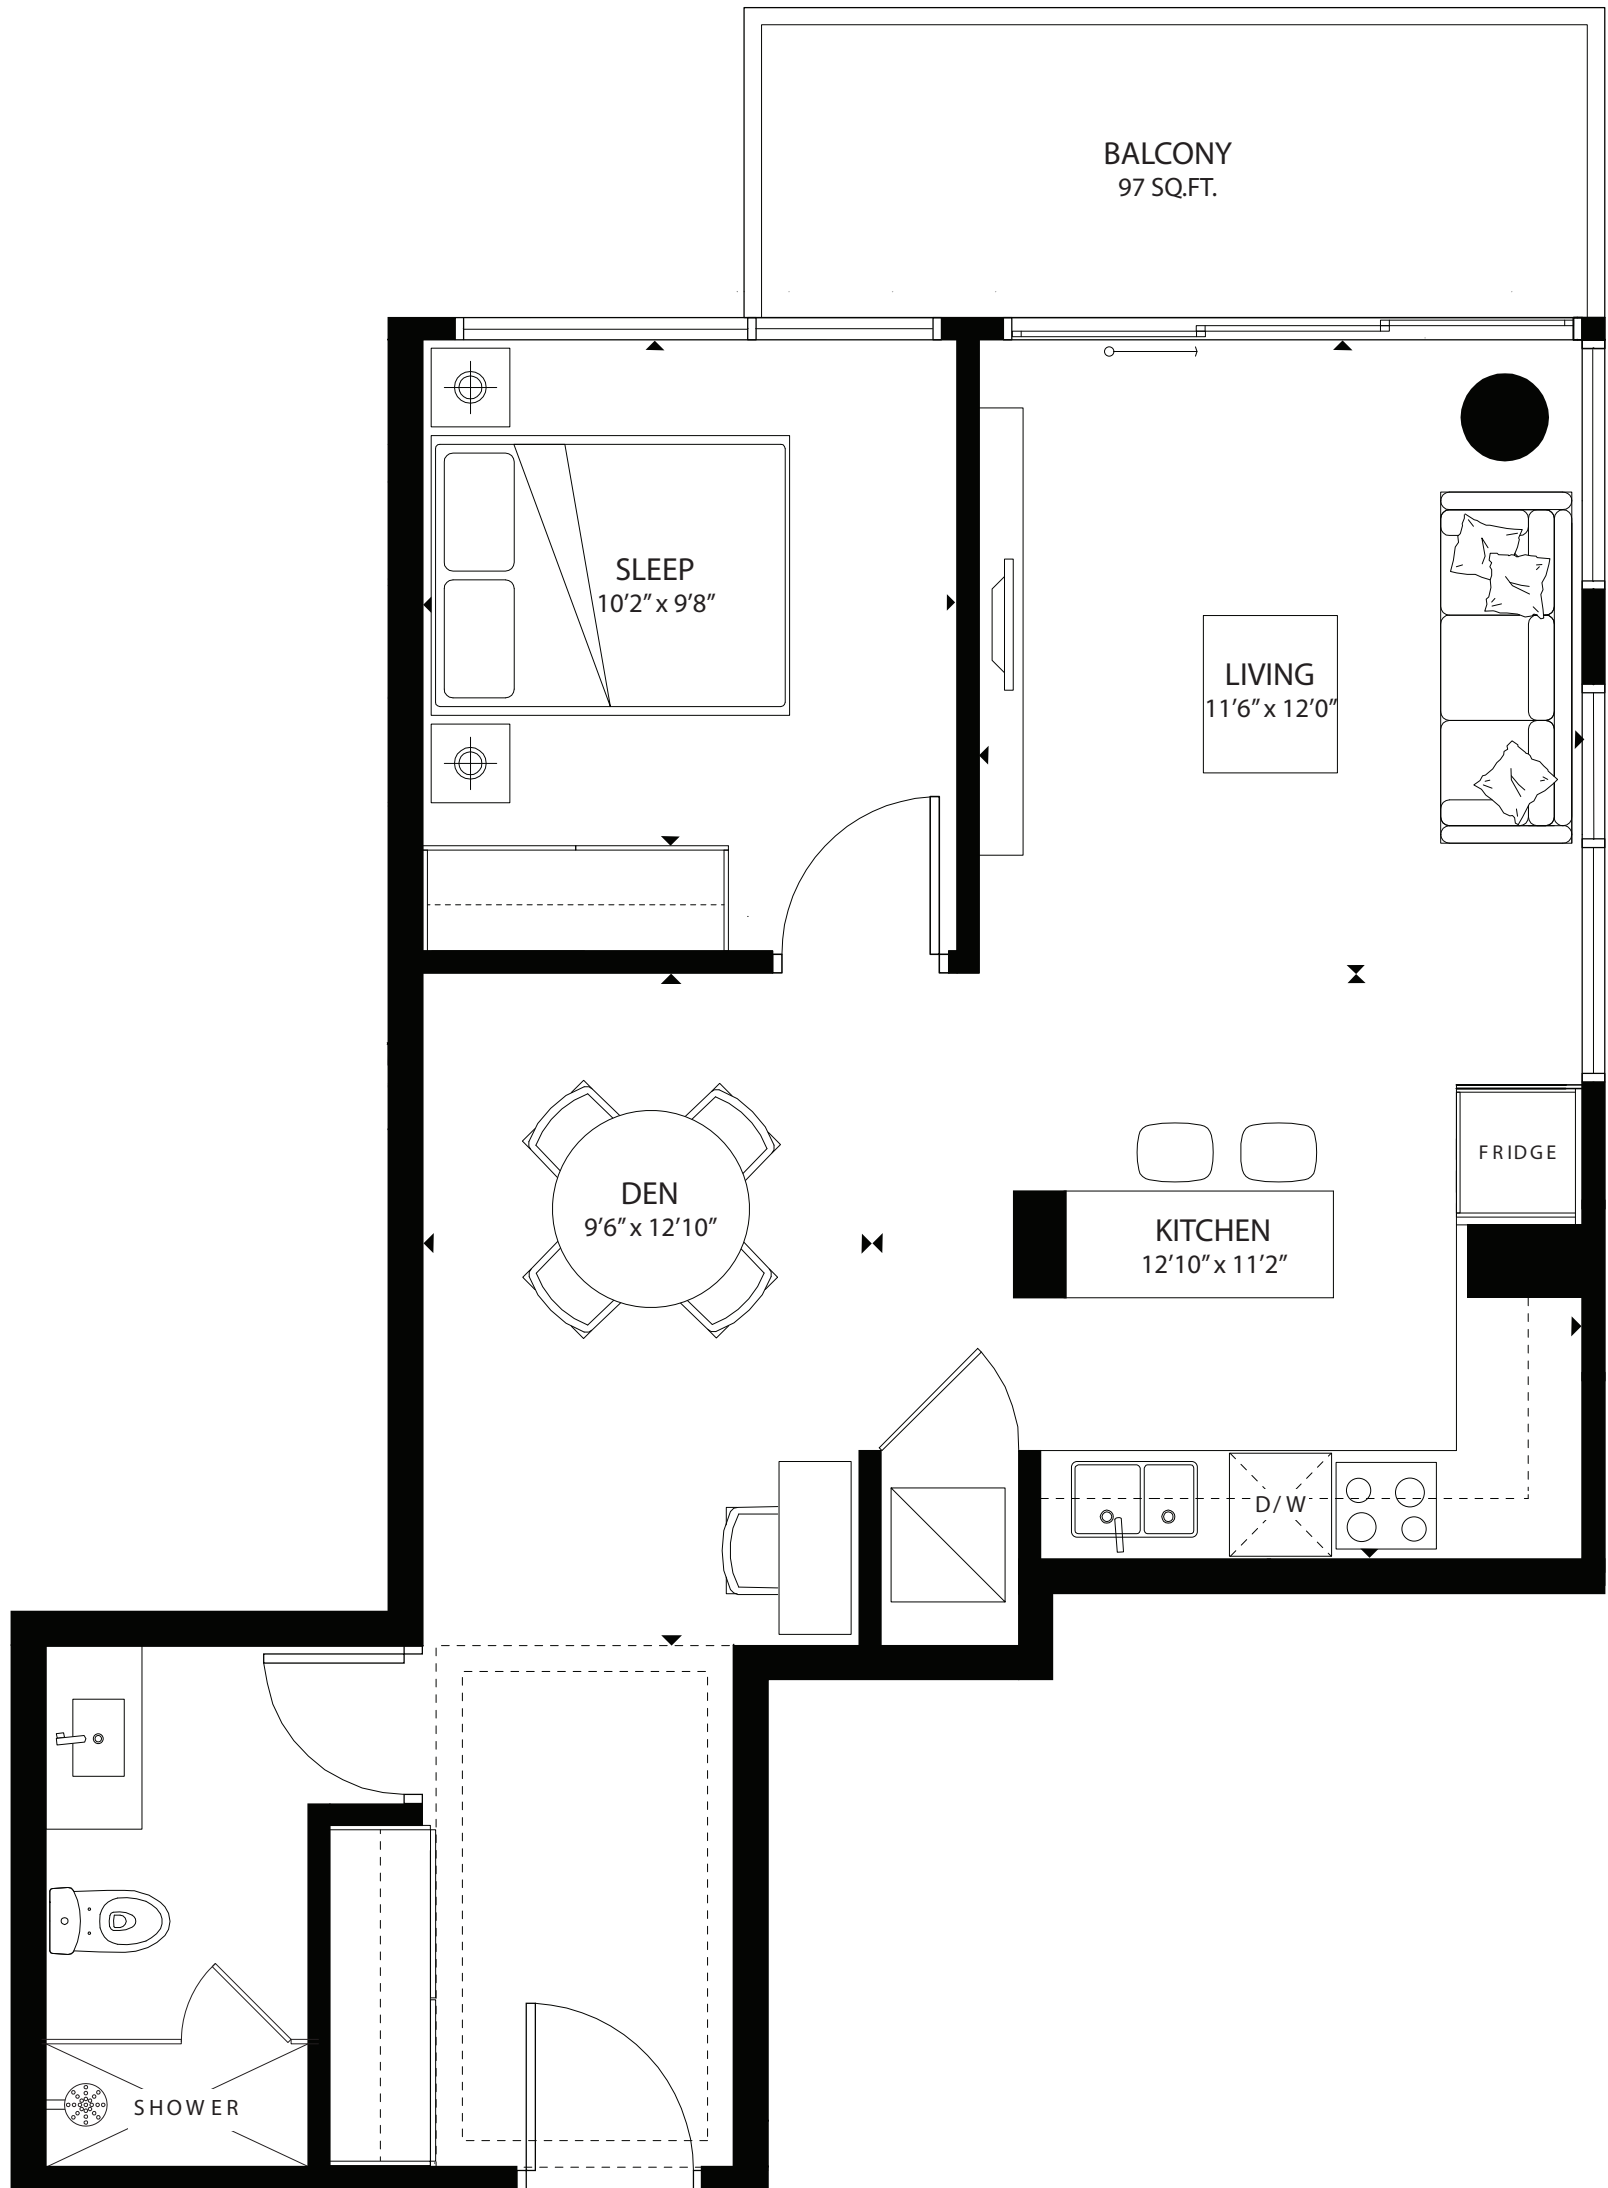 BALCONY
97 SQ.FT.
SLEEP
10’2” x 9’8”
LIVING
11’6” x 12’0”
FRIDGE
DEN
9’6” x 12’10”
KITCHEN
12’10” x 11’2”
D/W
SHOWER